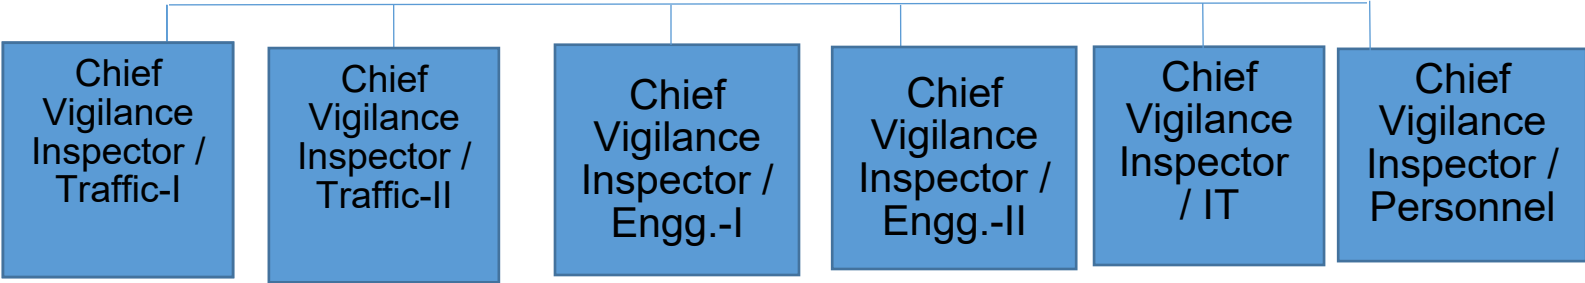 Chief
Vigilance
Inspector /
Traffic-I
Chief
Vigilance
Inspector /
Traffic-II
Chief
Vigilance
Inspector /
Engg.-I
Chief
Vigilance
Inspector /
Engg.-II
Chief
Vigilance
Inspector
/ IT
Chief
Vigilance
Inspector /
Personnel